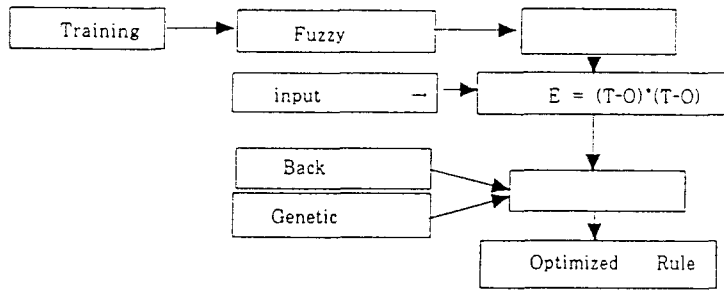 Training
Fuzzy
input →
E = (T-O)*(T-O)
Back
Genetic
Optimized Rule